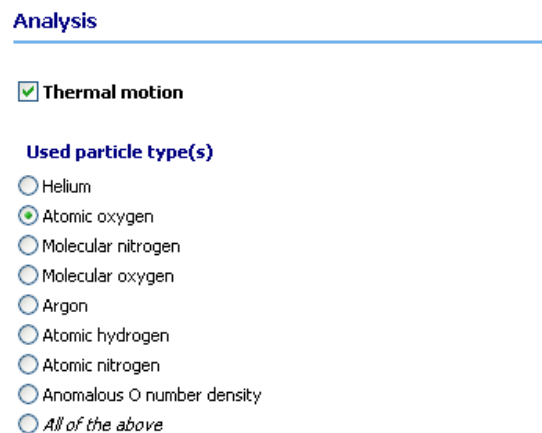 Analysis
Thermal motion
Used particle type(s)
Helium
Atomic oxygen
Molecular nitrogen
Molecular oxygen
Argon
Atomic hydrogen
Atomic nitrogen
Anomalous O number density
All of the above